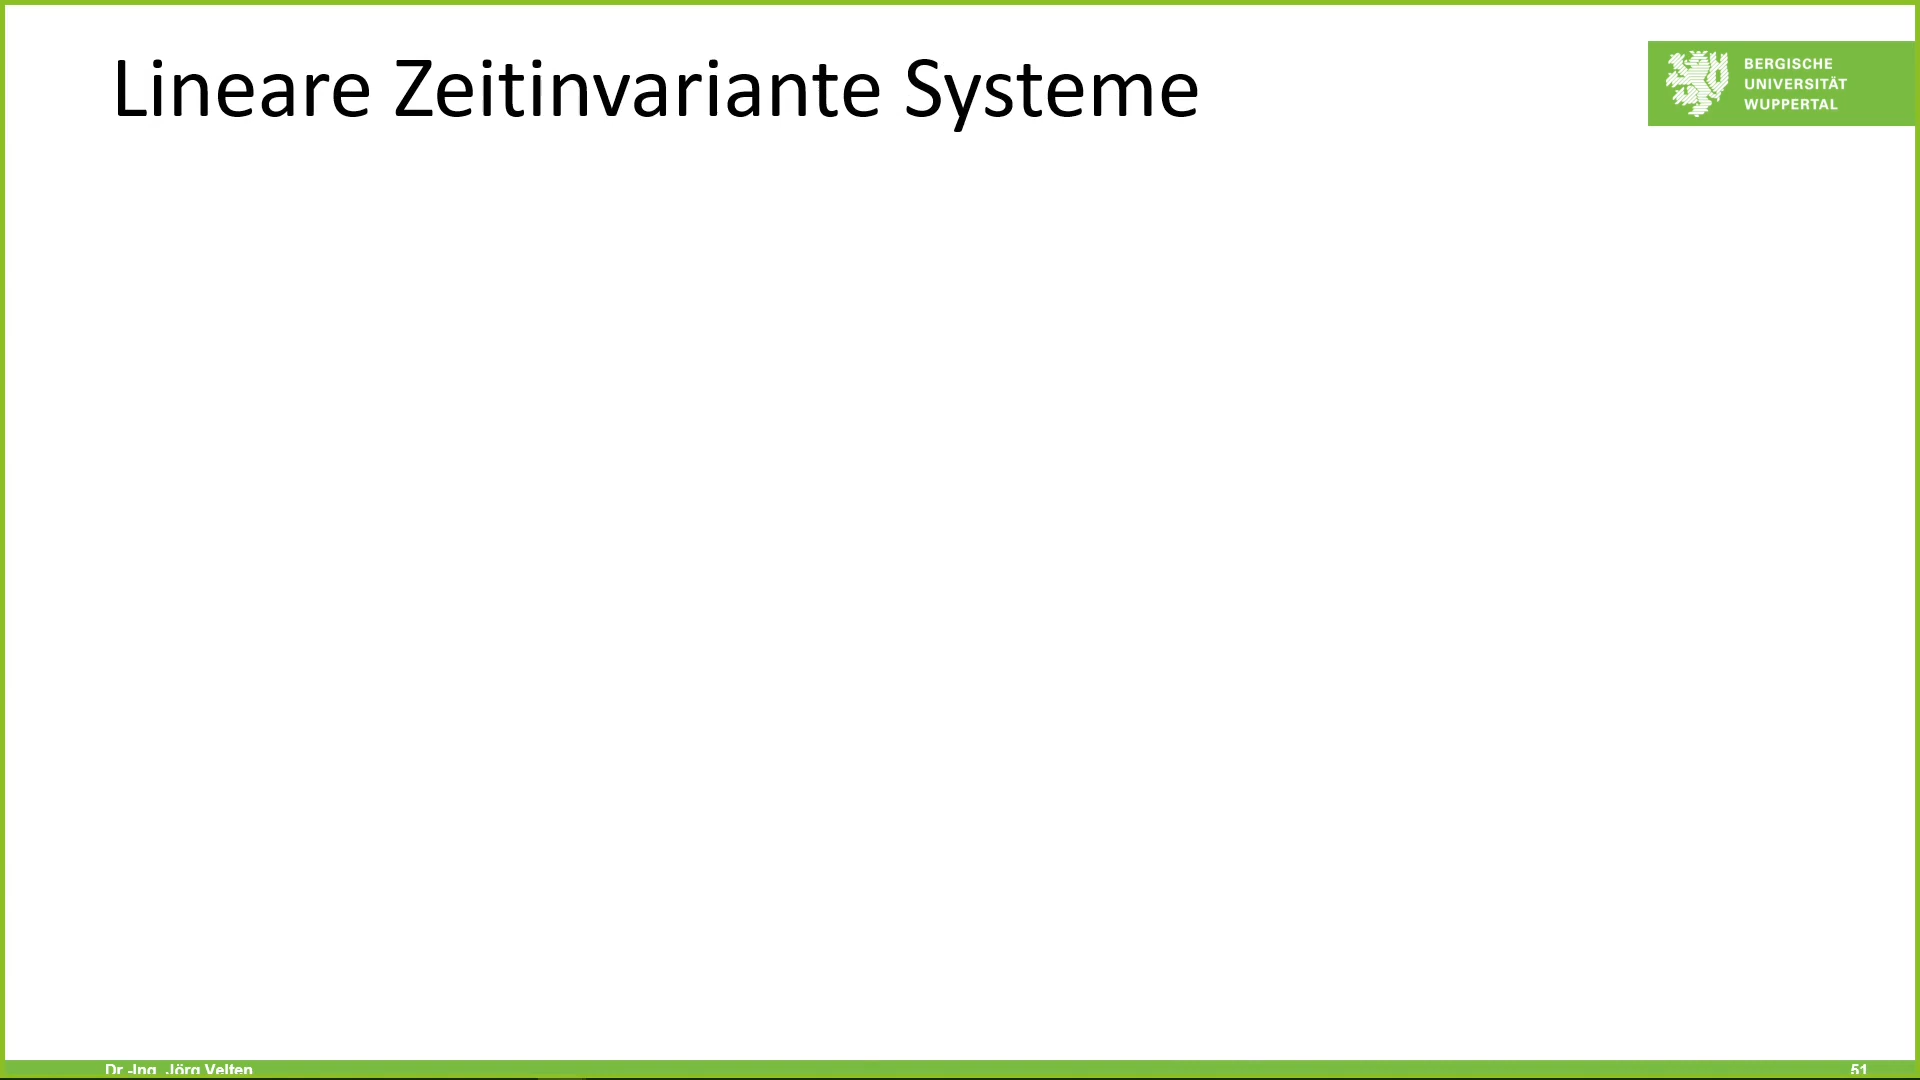 Lineare Zeitinvariante Systeme
BERGISCHE
UNIVERSITÄT
WUPPERTAL
Dr.-Ing. Jörg Velten
51